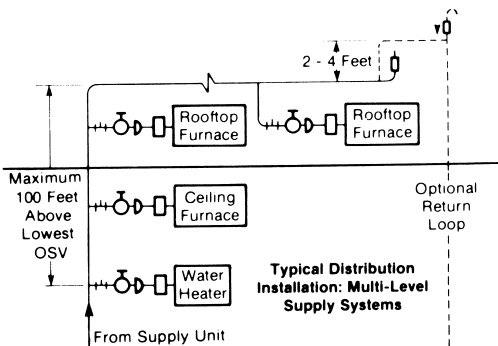 2 - 4 Feet
Rooftop
Furnace
Rooftop
Furnace
Maximum
100 Feet
Above
Lowest
OSV
Ceiling
Furnace
Optional
Return
Loop
Water
Heater
Typical Distribution
Installation: Multi-Level
Supply Systems
From Supply Unit